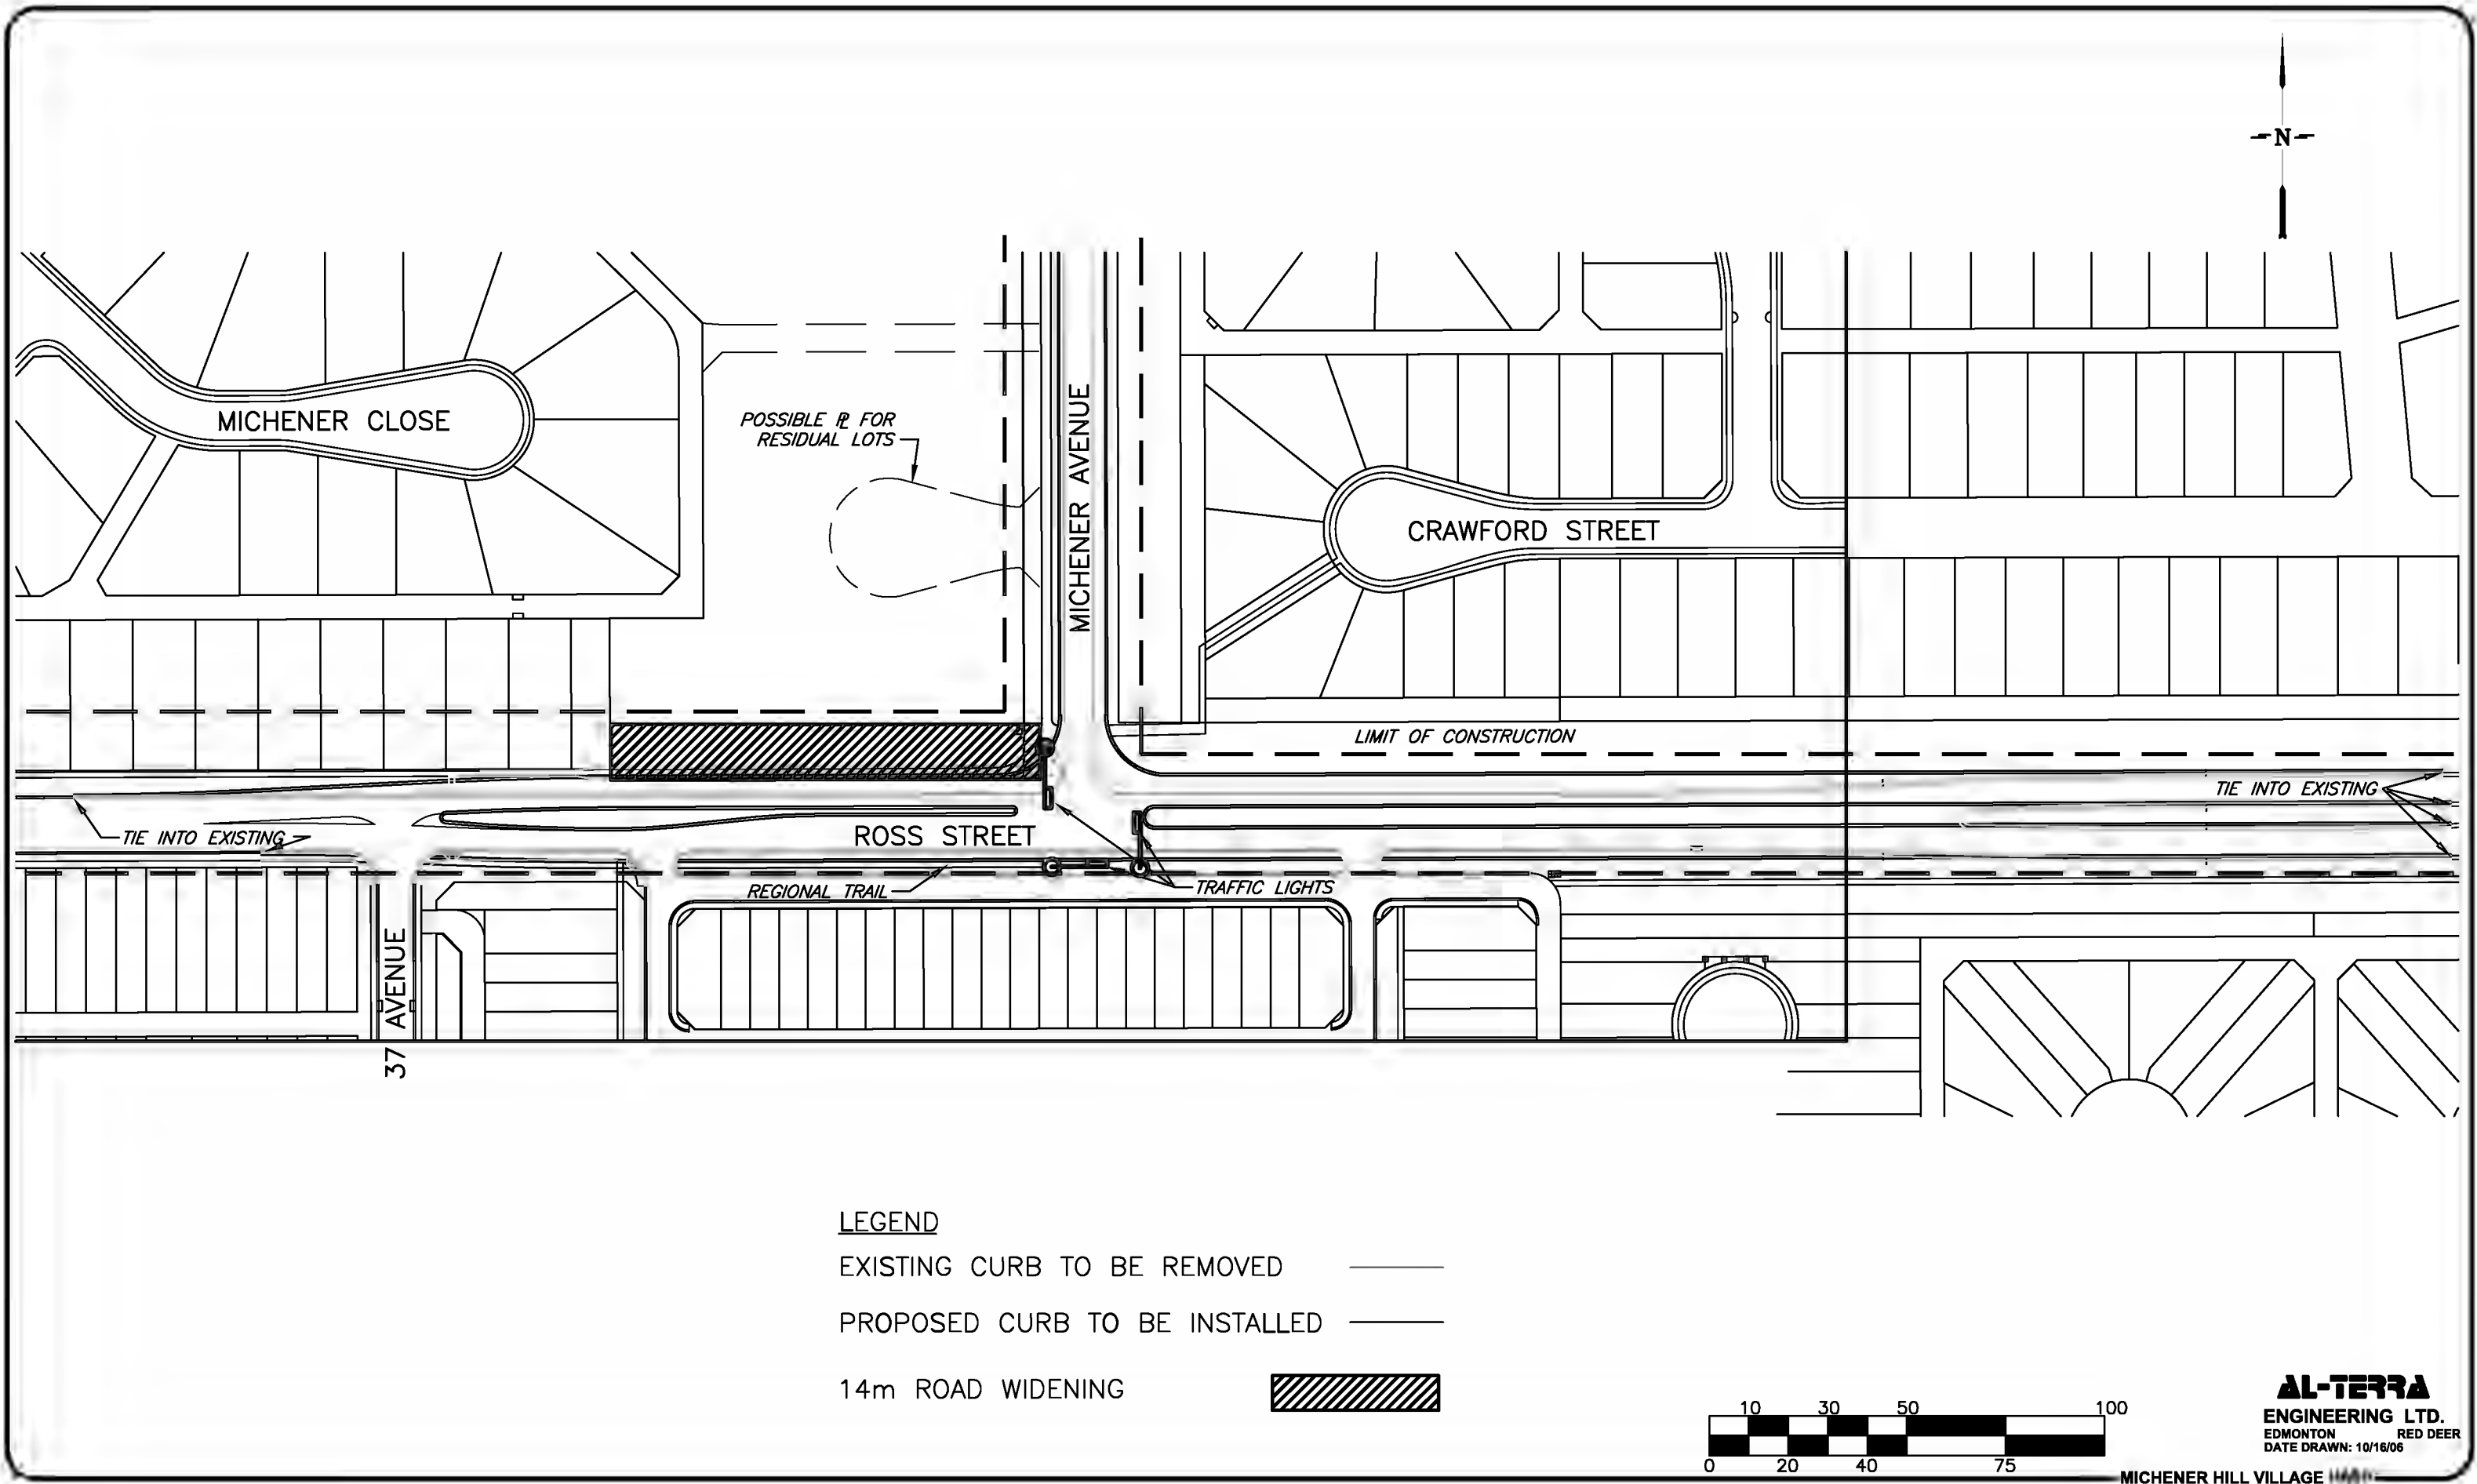 -N-
MICHENER CLOSE
POSSIBLE ℙL FOR
RESIDUAL LOTS
MICHENER AVENUE
CRAWFORD STREET
LIMIT OF CONSTRUCTION
TIE INTO EXISTING
TIE INTO EXISTING
ROSS STREET
REGIONAL TRAIL
TRAFFIC LIGHTS
37 AVENUE
LEGEND
EXISTING CURB TO BE REMOVED
PROPOSED CURB TO BE INSTALLED
14m ROAD WIDENING
10 30 50 100
0 20 40 75
AL-TERRA
ENGINEERING LTD.
EDMONTON RED DEER
DATE DRAWN: 10/16/06
MICHENER HILL VILLAGE